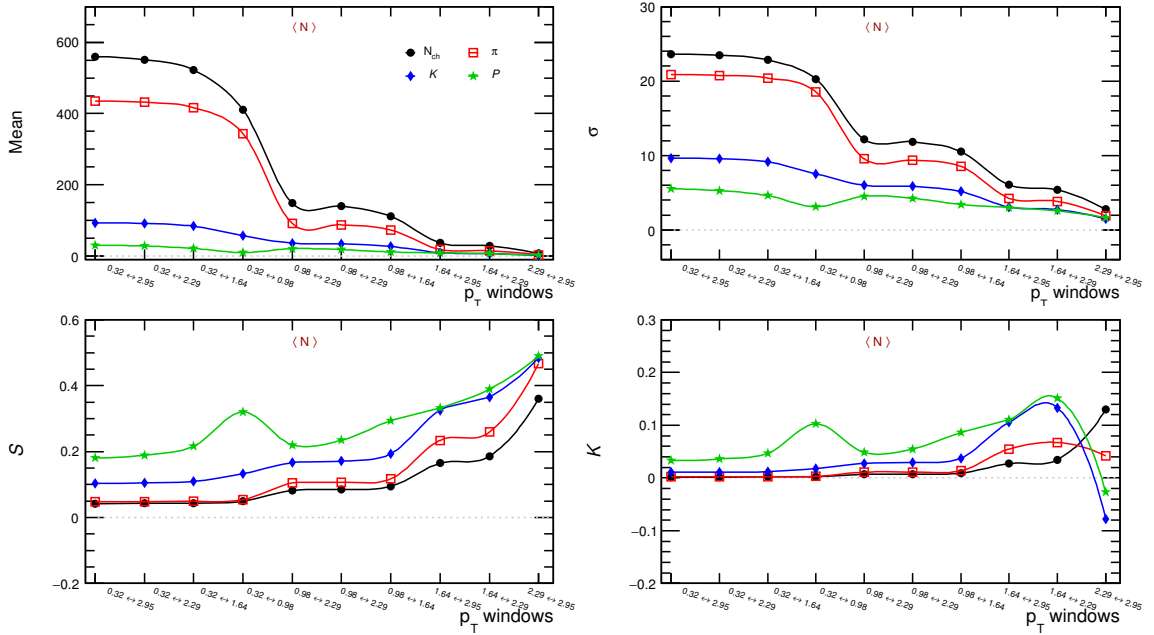 ⟨ N ⟩
N_ch π
K P
Mean
600
400
200
0
0.32 ↔ 2.95
0.32 ↔ 2.29
0.32 ↔ 1.64
0.32 ↔ 0.98
0.98 ↔ 2.29
0.98 ↔ 2.95
0.98 ↔ 1.64
1.64 ↔ 2.95
1.64 ↔ 2.29
2.29 ↔ 2.95
p_T windows
⟨ N ⟩
σ
30
20
10
0
0.32 ↔ 2.95
0.32 ↔ 2.29
0.32 ↔ 1.64
0.32 ↔ 0.98
0.98 ↔ 2.29
0.98 ↔ 2.95
0.98 ↔ 1.64
1.64 ↔ 2.95
1.64 ↔ 2.29
2.29 ↔ 2.95
p_T windows
⟨ N ⟩
S
0.6
0.4
0.2
0
−0.2
0.32 ↔ 2.95
0.32 ↔ 2.29
0.32 ↔ 1.64
0.32 ↔ 0.98
0.98 ↔ 2.29
0.98 ↔ 2.95
0.98 ↔ 1.64
1.64 ↔ 2.95
1.64 ↔ 2.29
2.29 ↔ 2.95
p_T windows
⟨ N ⟩
K
0.3
0.2
0.1
0
−0.1
−0.2
0.32 ↔ 2.95
0.32 ↔ 2.29
0.32 ↔ 1.64
0.32 ↔ 0.98
0.98 ↔ 2.29
0.98 ↔ 2.95
0.98 ↔ 1.64
1.64 ↔ 2.95
1.64 ↔ 2.29
2.29 ↔ 2.95
p_T windows